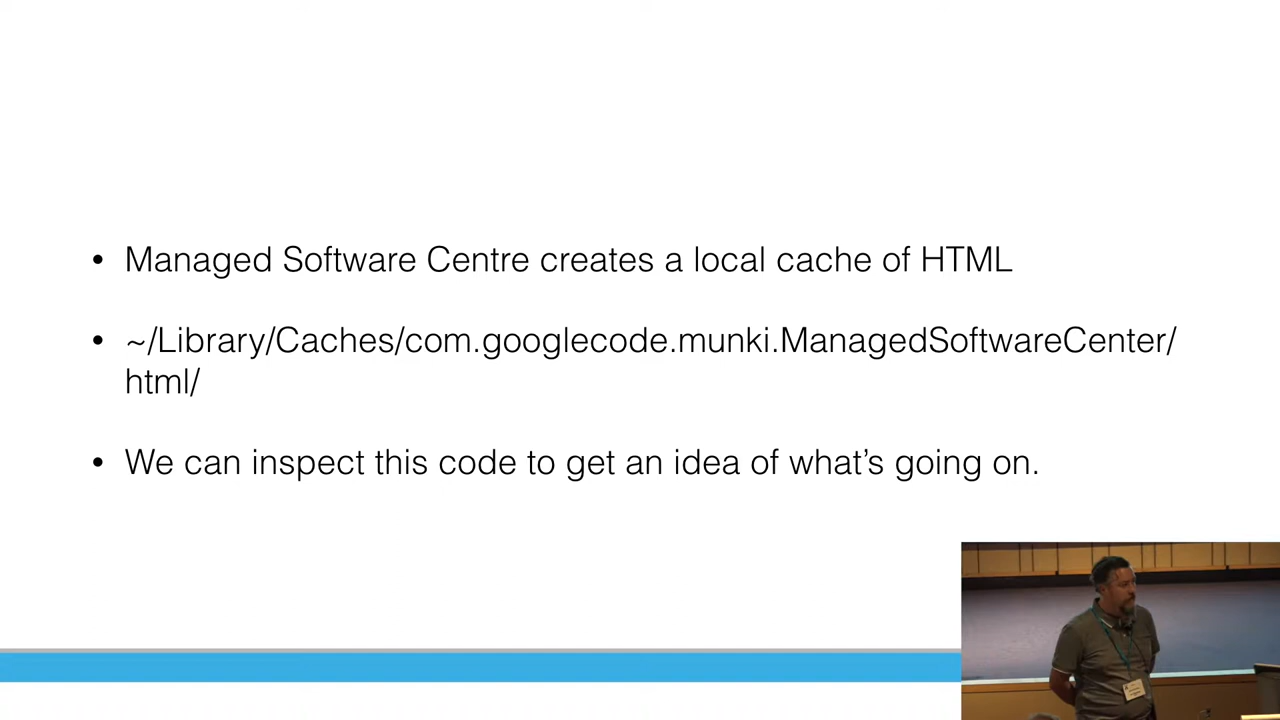 • Managed Software Centre creates a local cache of HTML
• ~/Library/Caches/com.googlecode.munki.ManagedSoftwareCenter/
html/
• We can inspect this code to get an idea of what’s going on.